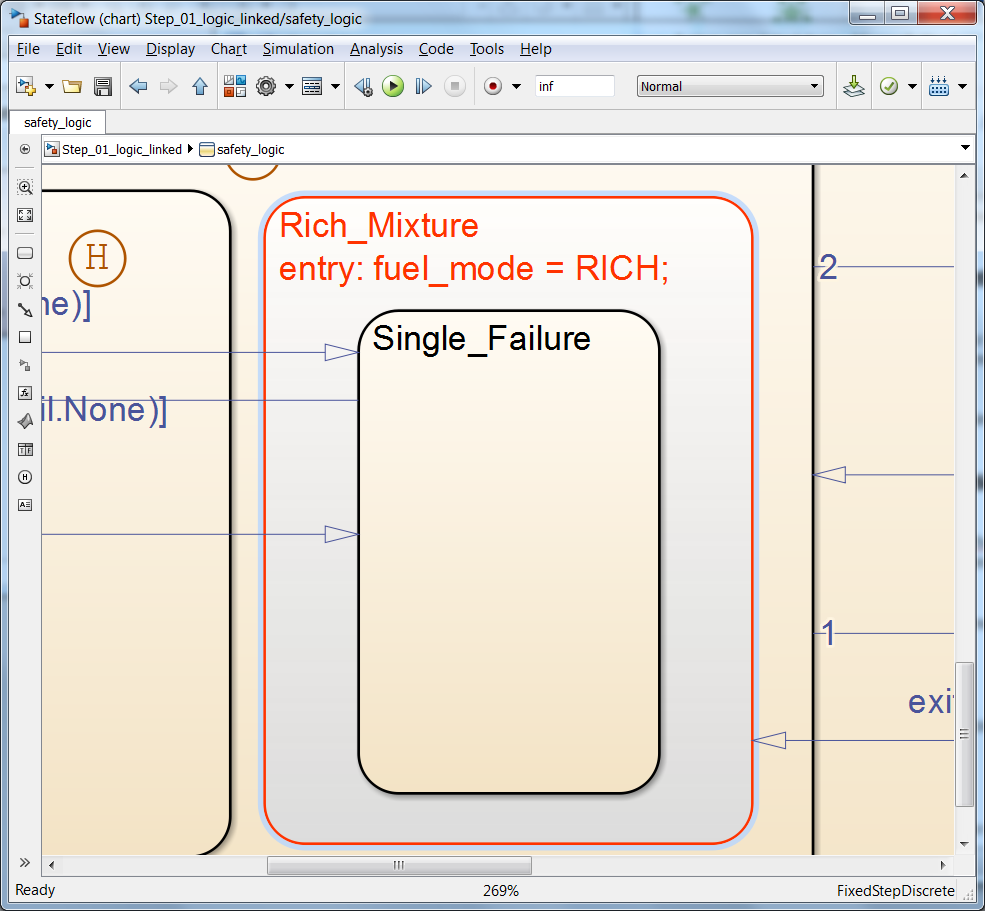 Stateflow (chart) Step_01_logic_linked/safety_logic
File Edit View Display Chart Simulation Analysis Code Tools Help
inf
Normal
safety_logic
Step_01_logic_linked safety_logic
H
Rich_Mixture
entry: fuel_mode = RICH;
2
ne)]
Single_Failure
il.None)]
1
exit
Ready
269%
FixedStepDiscrete